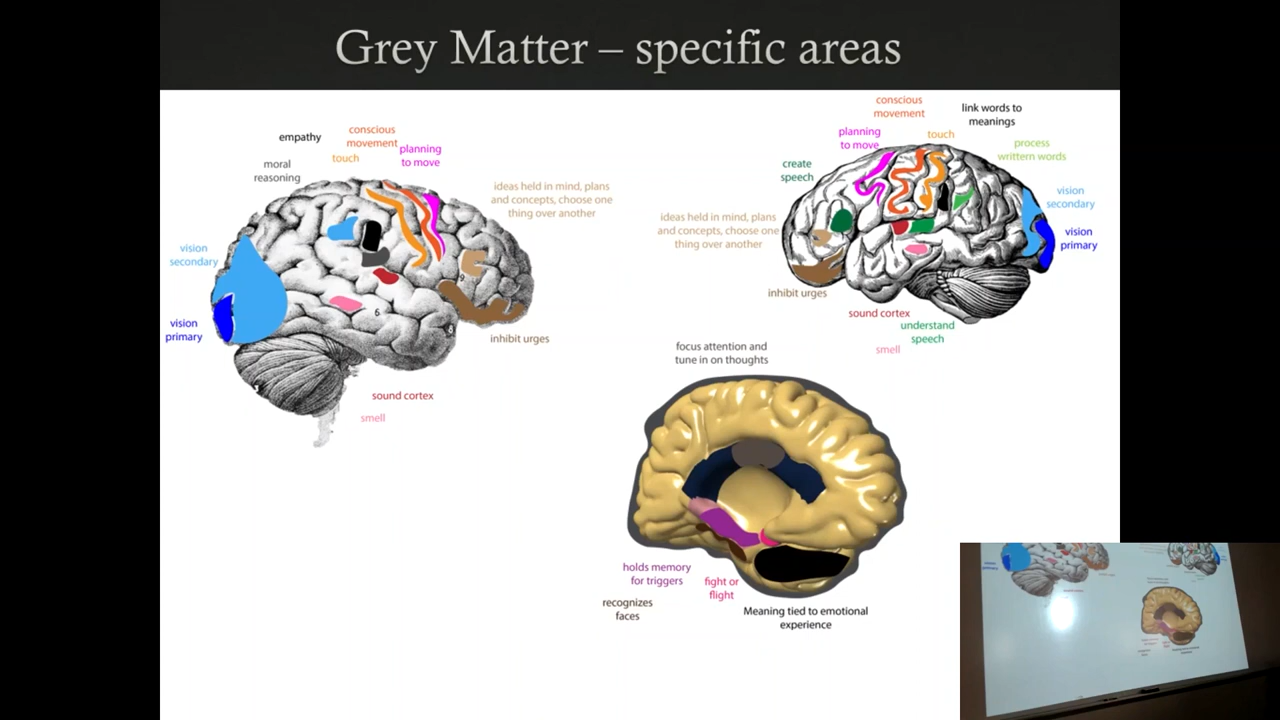 Grey Matter – specific areas
empathy
conscious
movement
planning
to move
touch
moral
reasoning
ideas held in mind, plans
and concepts, choose one
thing over another
vision
secondary
vision
primary
9
6
8
inhibit urges
sound cortex
smell
conscious
movement
link words to
meanings
planning
to move
touch
process
writtern words
create
speech
vision
secondary
ideas held in mind, plans
and concepts, choose one
thing over another
vision
primary
inhibit urges
sound cortex
understand
speech
smell
focus attention and
tune in on thoughts
holds memory
for triggers
fight or
flight
recognizes
faces
Meaning tied to emotional
experience